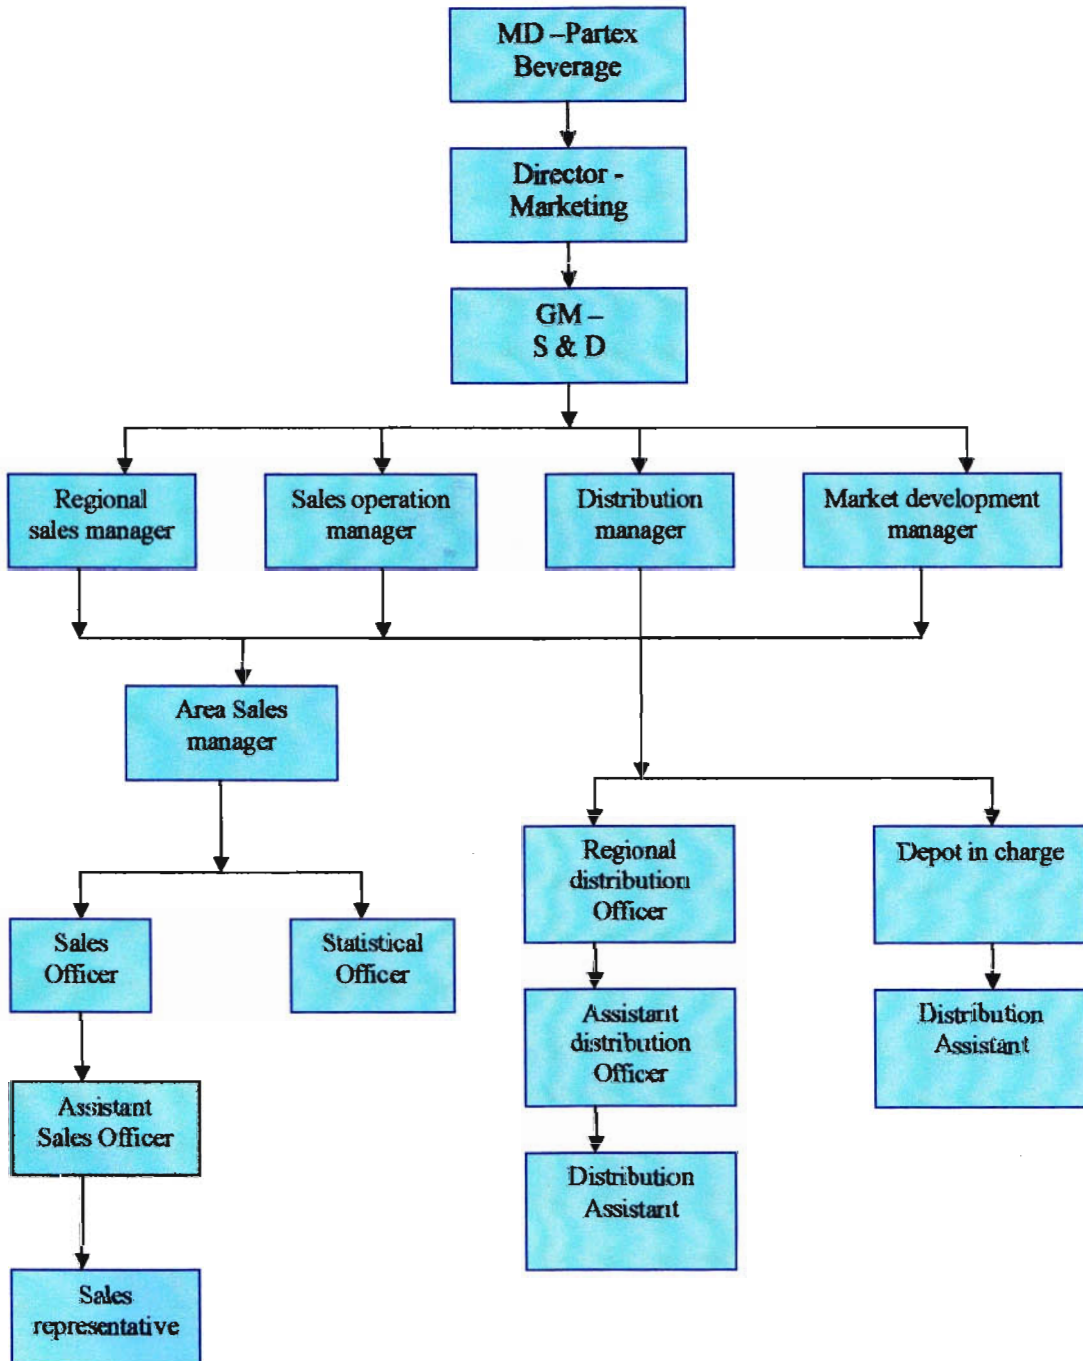 MD –Partex
Beverage
Director -
Marketing
GM –
S & D
Regional
sales manager
Sales operation
manager
Distribution
manager
Market development
manager
Area Sales
manager
Regional
distribution
Officer
Depot in charge
Sales
Officer
Statistical
Officer
Assistant
distribution
Officer
Distribution
Assistant
Assistant
Sales Officer
Distribution
Assistant
Sales
representative